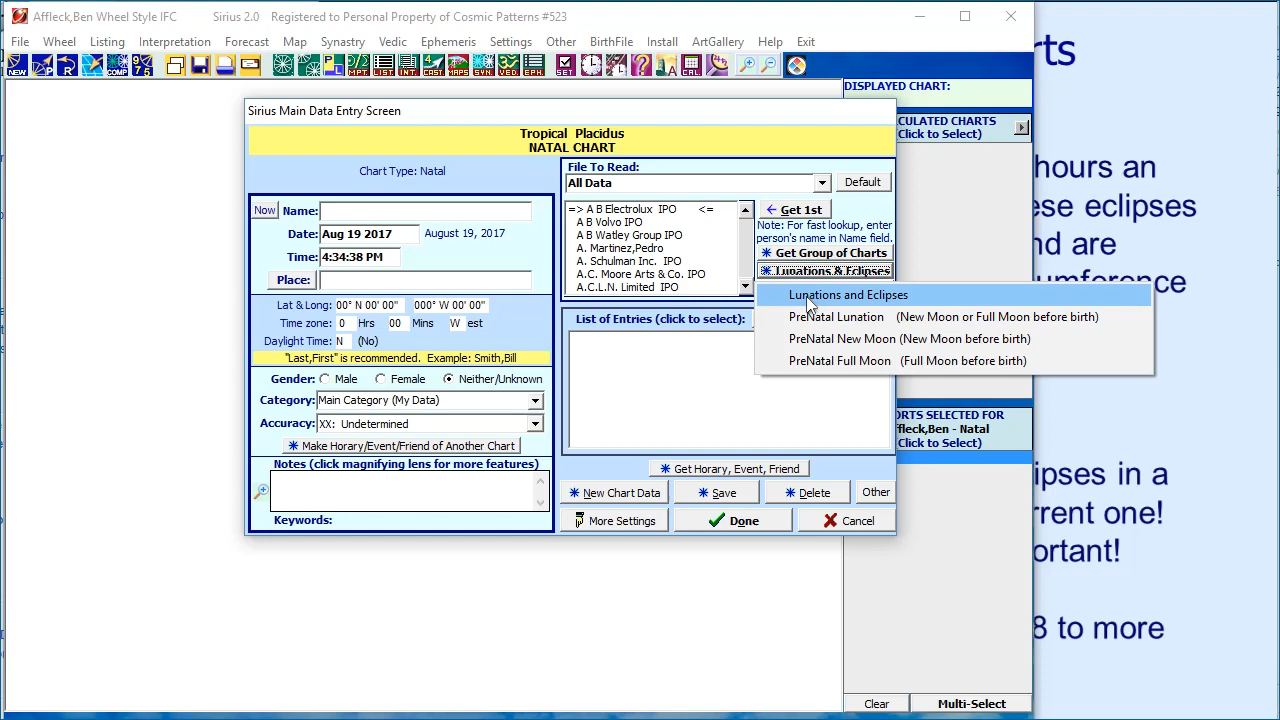 Affleck,Ben Wheel Style IFC Sirius 2.0 Registered to Personal Property of Cosmic Patterns #523
File Wheel Listing Interpretation Forecast Map Synastry Vedic Ephemeris Settings Other BirthFile Install ArtGallery Help Exit
DISPLAYED CHART:
Sirius Main Data Entry Screen
Tropical Placidus
NATAL CHART
Chart Type: Natal
Now Name:
Date: Aug 19 2017 August 19, 2017
Time: 4:34:38 PM
Place:
Lat & Long: 00° N 00' 00" 000° W 00' 00"
Time zone: 0 Hrs 00 Mins W est
Daylight Time: N (No)
"Last,First" is recommended. Example: Smith,Bill
Gender: Male Female Neither/Unknown
Category: Main Category (My Data)
Accuracy: XX: Undetermined
Make Horary/Event/Friend of Another Chart
Notes (click magnifying lens for more features)
Keywords:
File To Read:
All Data Default
=> A B Electrolux IPO <=
A B Volvo IPO
A B Watley Group IPO
A. Martinez,Pedro
A. Schulman Inc. IPO
A.C. Moore Arts & Co. IPO
A.C.L.N. Limited IPO
Get 1st
Note: For fast lookup, enter
person's name in Name field.
Get Group of Charts
Lunations & Eclipses
Lunations and Eclipses
PreNatal Lunation (New Moon or Full Moon before birth)
PreNatal New Moon (New Moon before birth)
PreNatal Full Moon (Full Moon before birth)
List of Entries (click to select):
Get Horary, Event, Friend
New Chart Data Save Delete Other
More Settings Done Cancel
CULATED CHARTS
(Click to Select)
ORTS SELECTED FOR
ffleck,Ben - Natal
(Click to Select)
Clear Multi-Select
rts
hours an
ese eclipses
nd are
umference
ipses in a
rrent one!
ortant!
8 to more